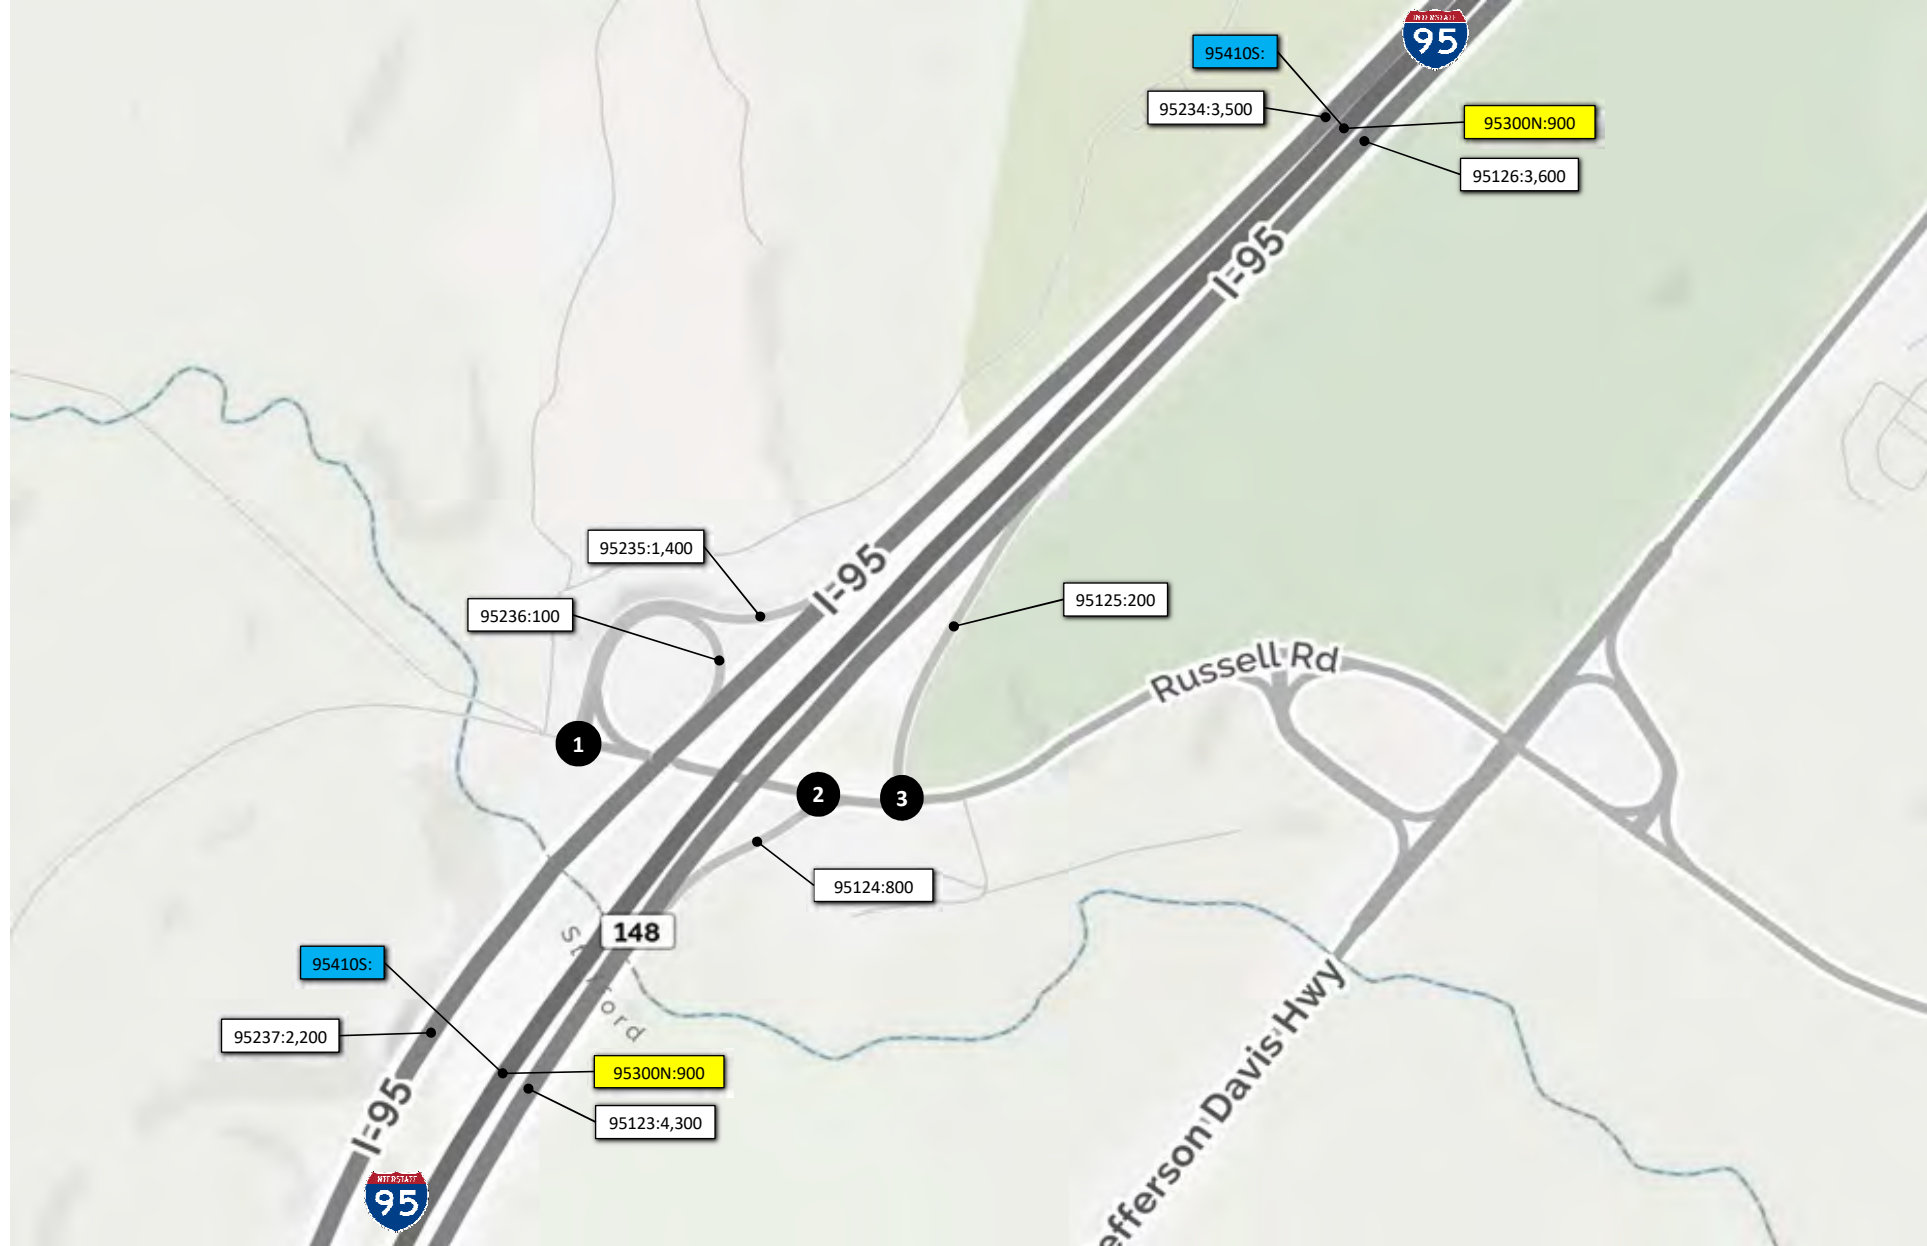 INTERSTATE
95
95410S:
95234:3,500
95300N:900
95126:3,600
I-95
95235:1,400
I-95
95236:100
95125:200
Russell Rd
1
2
3
95124:800
148
95410S:
95237:2,200
95300N:900
95123:4,300
I-95
INTERSTATE
95
efferson Davis Hwy